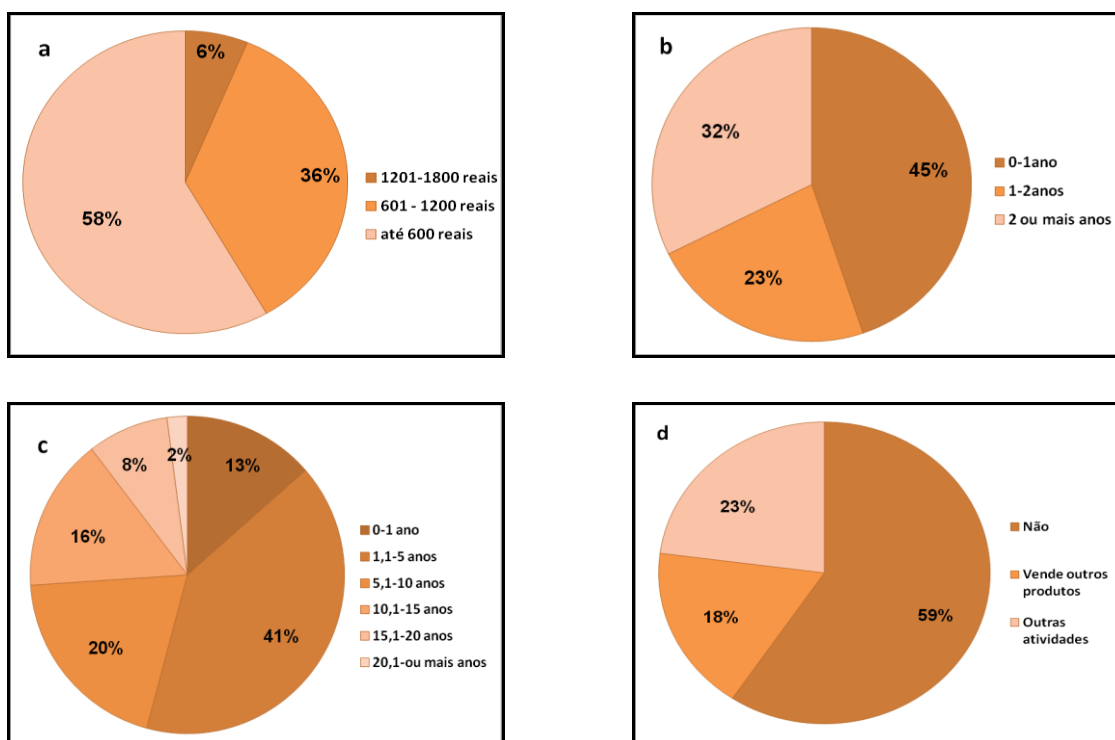 a
6%
36%
58%
1201-1800 reais
601 - 1200 reais
até 600 reais
b
32%
45%
23%
0-1ano
1-2anos
2 ou mais anos
c
2%
8%
13%
16%
41%
20%
0-1 ano
1,1-5 anos
5,1-10 anos
10,1-15 anos
15,1-20 anos
20,1-ou mais anos
d
23%
18%
59%
Não
Vende outros
produtos
Outras
atividades